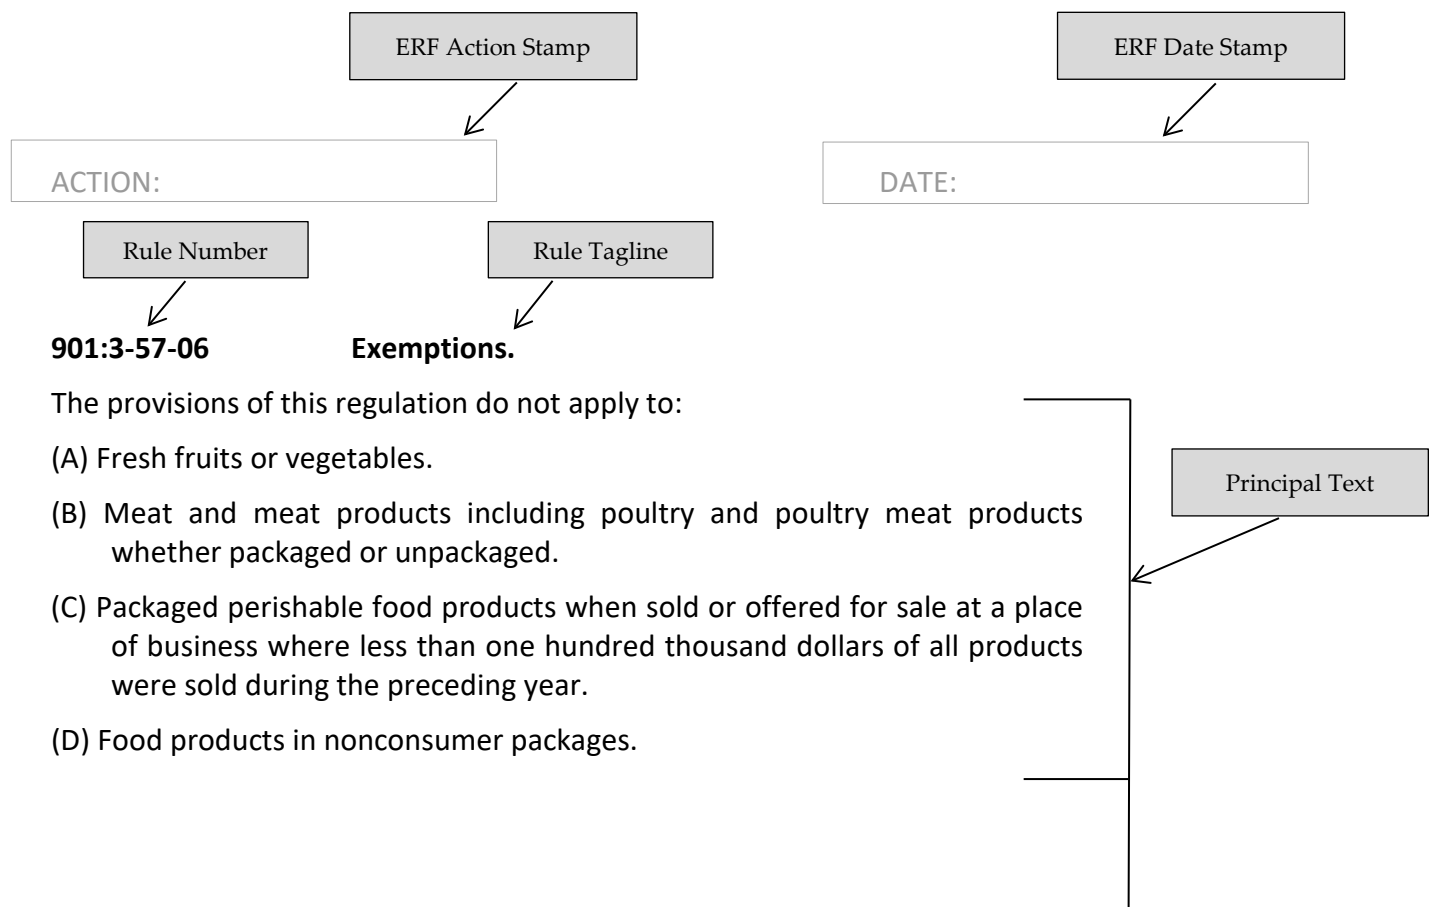 ERF Action Stamp
ERF Date Stamp
ACTION:
DATE:
Rule Number
Rule Tagline
901:3-57-06 Exemptions.
The provisions of this regulation do not apply to:
(A) Fresh fruits or vegetables.
(B) Meat and meat products including poultry and poultry meat products
whether packaged or unpackaged.
(C) Packaged perishable food products when sold or offered for sale at a place
of business where less than one hundred thousand dollars of all products
were sold during the preceding year.
(D) Food products in nonconsumer packages.
Principal Text